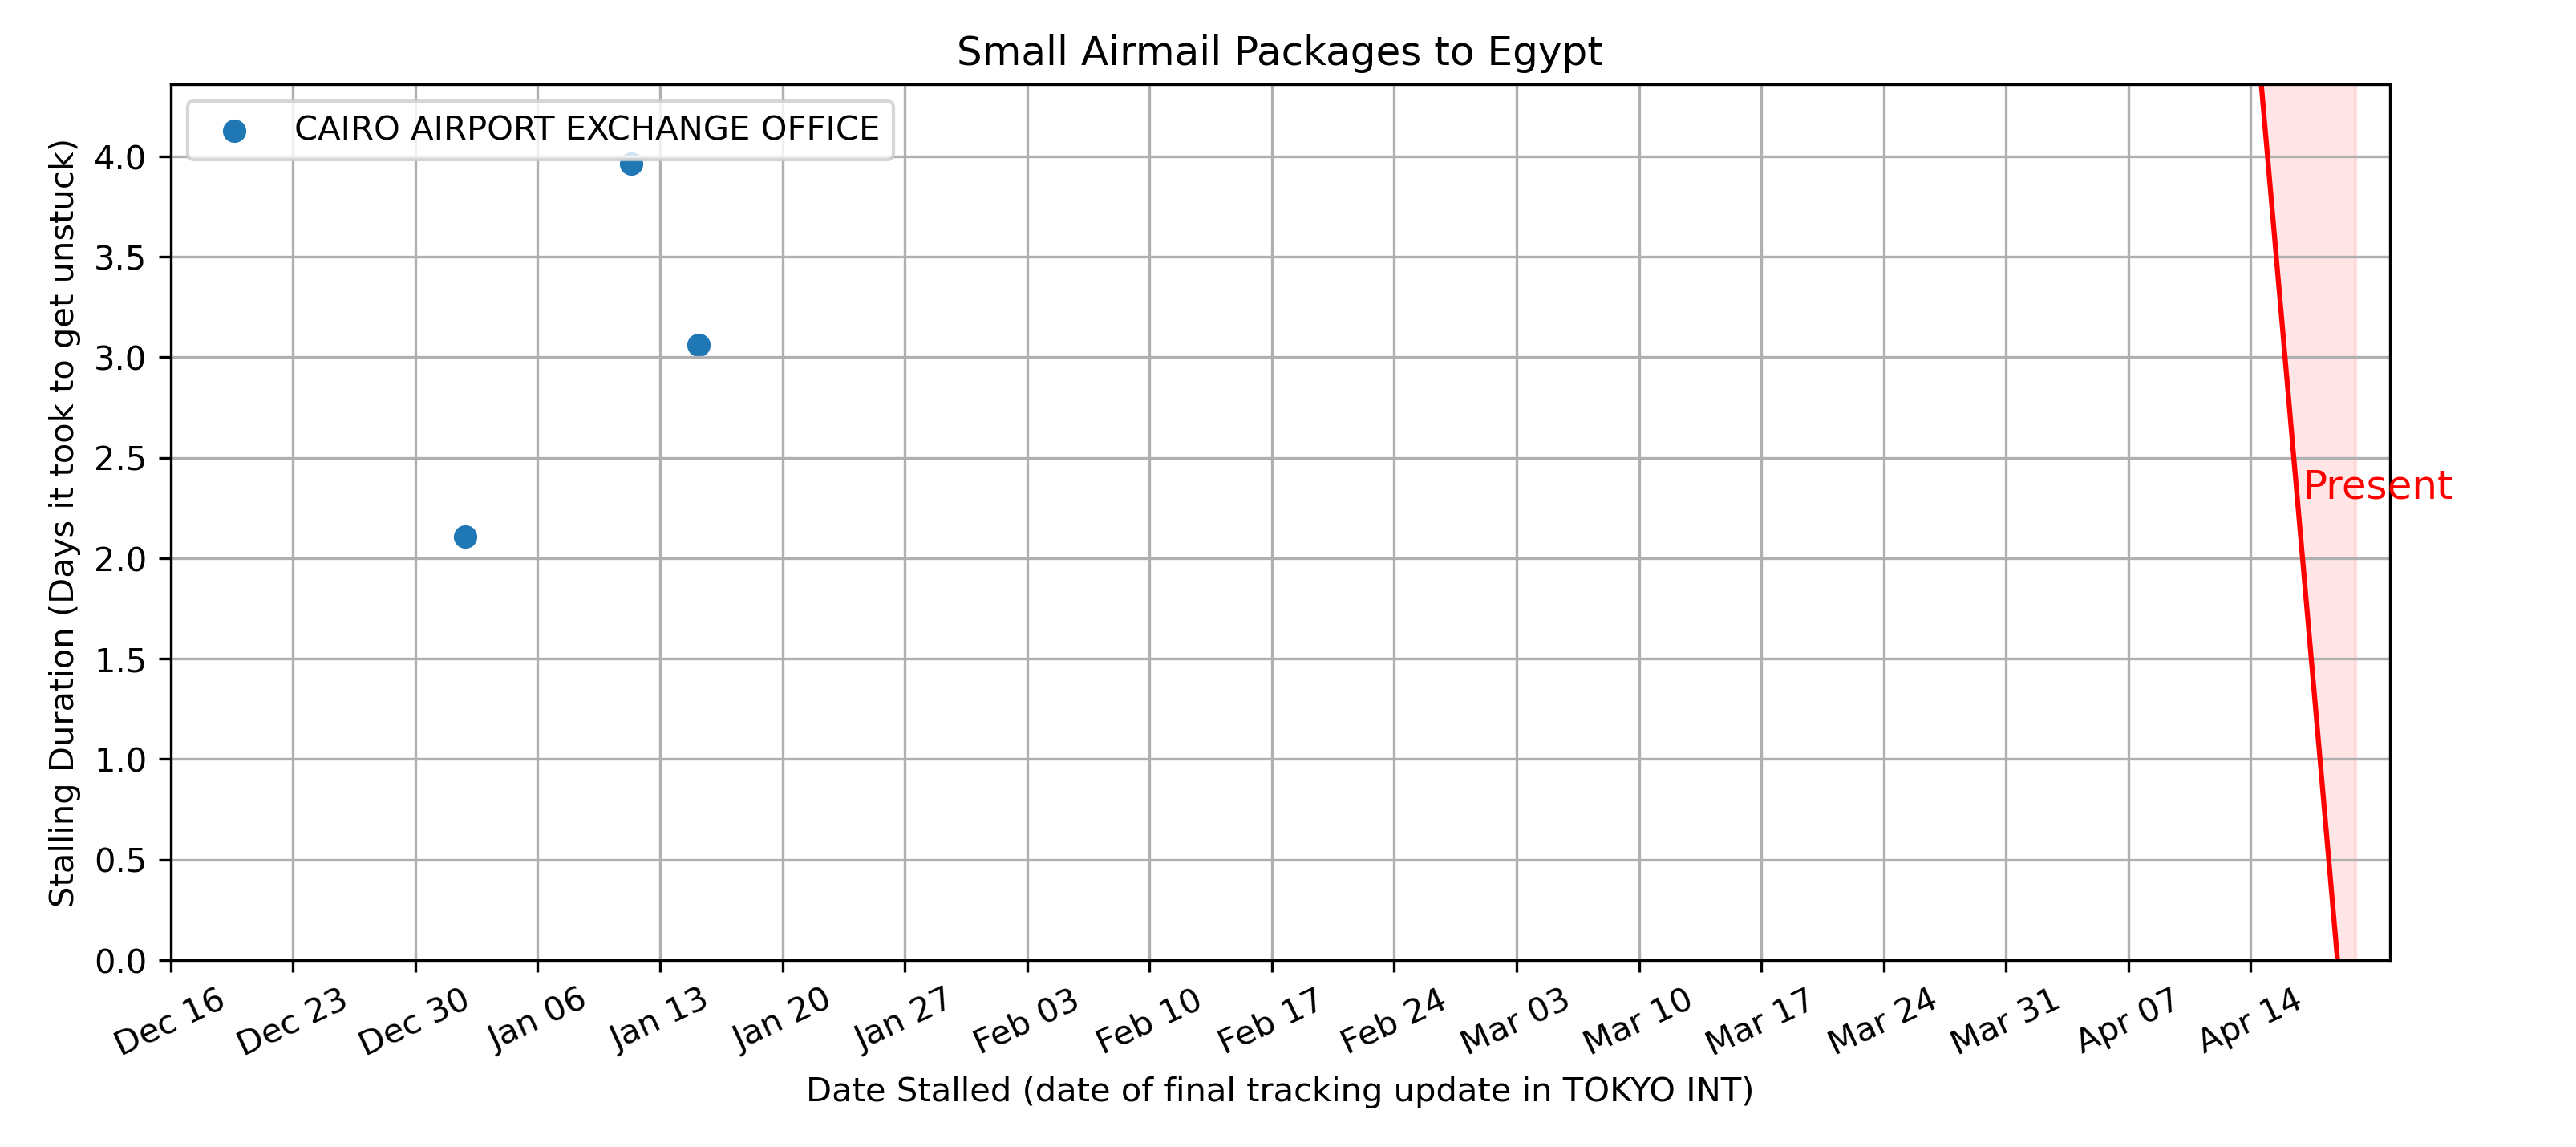 Small Airmail Packages to Egypt
CAIRO AIRPORT EXCHANGE OFFICE
Stalling Duration (Days it took to get unstuck)
4.0
3.5
3.0
2.5
2.0
1.5
1.0
0.5
0.0
Present
Dec 16
Dec 23
Dec 30
Jan 06
Jan 13
Jan 20
Jan 27
Feb 03
Feb 10
Feb 17
Feb 24
Mar 03
Mar 10
Mar 17
Mar 24
Mar 31
Apr 07
Apr 14
Date Stalled (date of final tracking update in TOKYO INT)